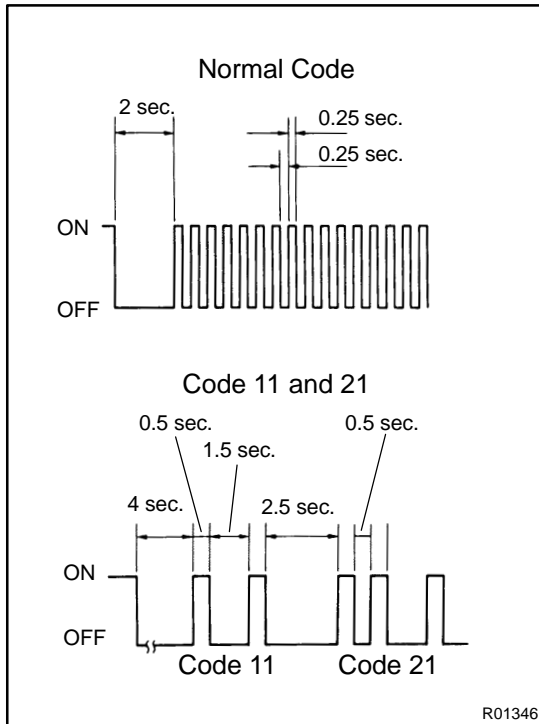 Normal Code
2 sec.
0.25 sec.
0.25 sec.
ON
OFF
Code 11 and 21
0.5 sec.
0.5 sec.
1.5 sec.
4 sec.
2.5 sec.
ON
OFF
Code 11
Code 21
R01346